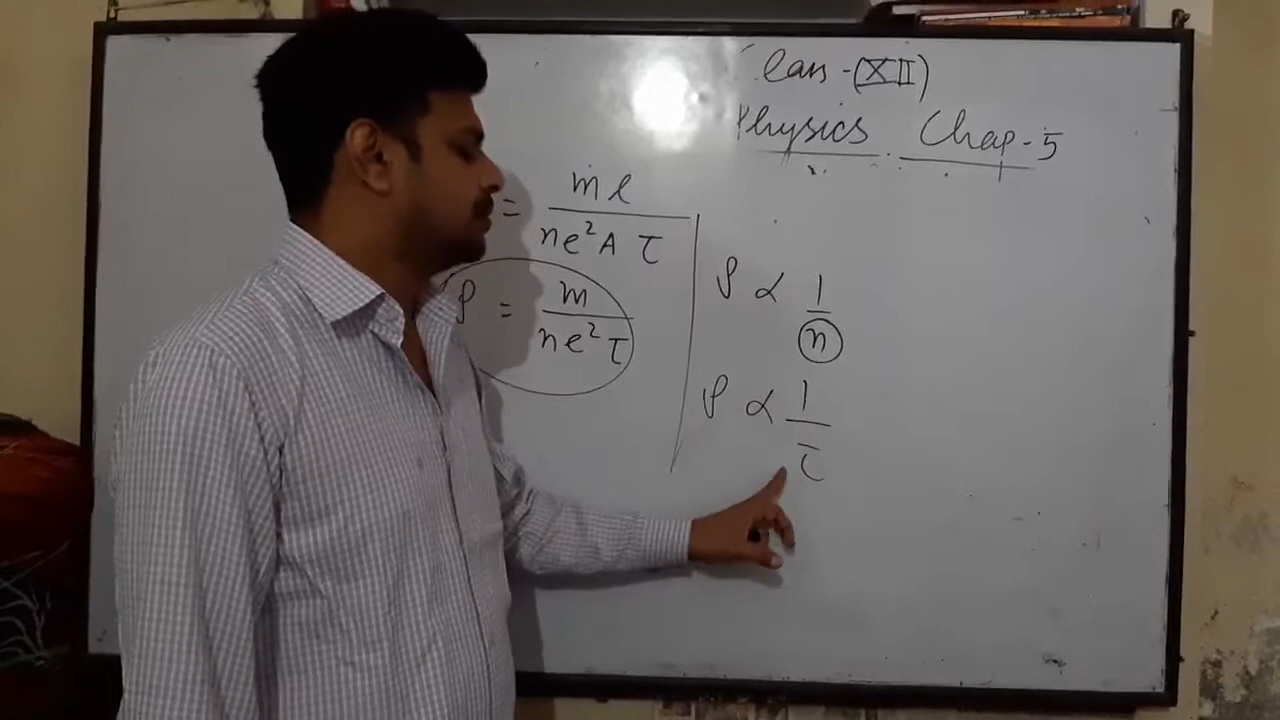 Class -(XII)
Physics Chap-5
= ml / ne²Aτ
ρ = m / ne²τ
ρ ∝ 1 / n
ρ ∝ 1 / τ